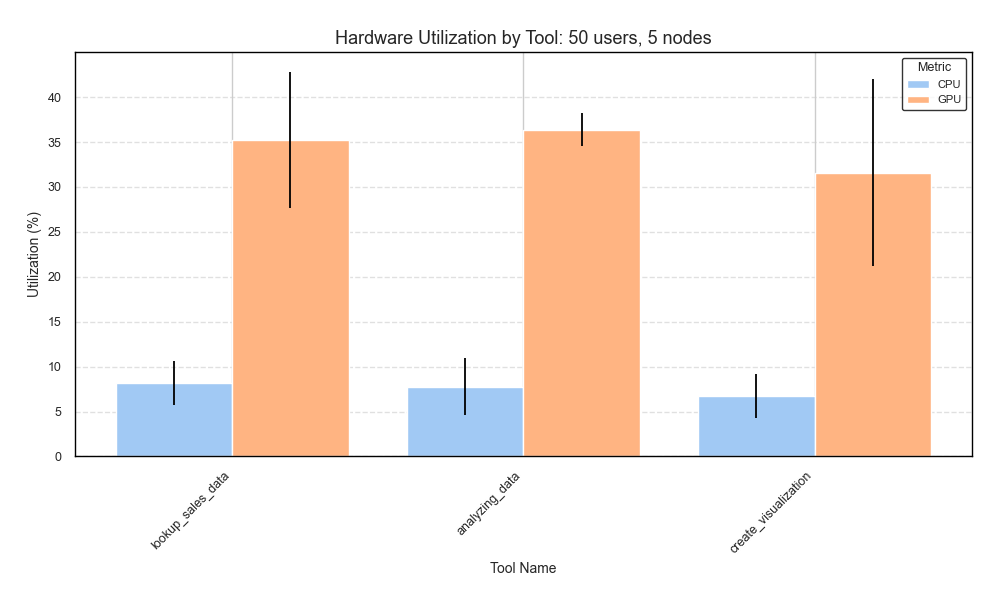 Hardware Utilization by Tool: 50 users, 5 nodes
Metric
CPU
GPU
Utilization (%)
40
35
30
25
20
15
10
5
0
lookup_sales_data
analyzing_data
create_visualization
Tool Name